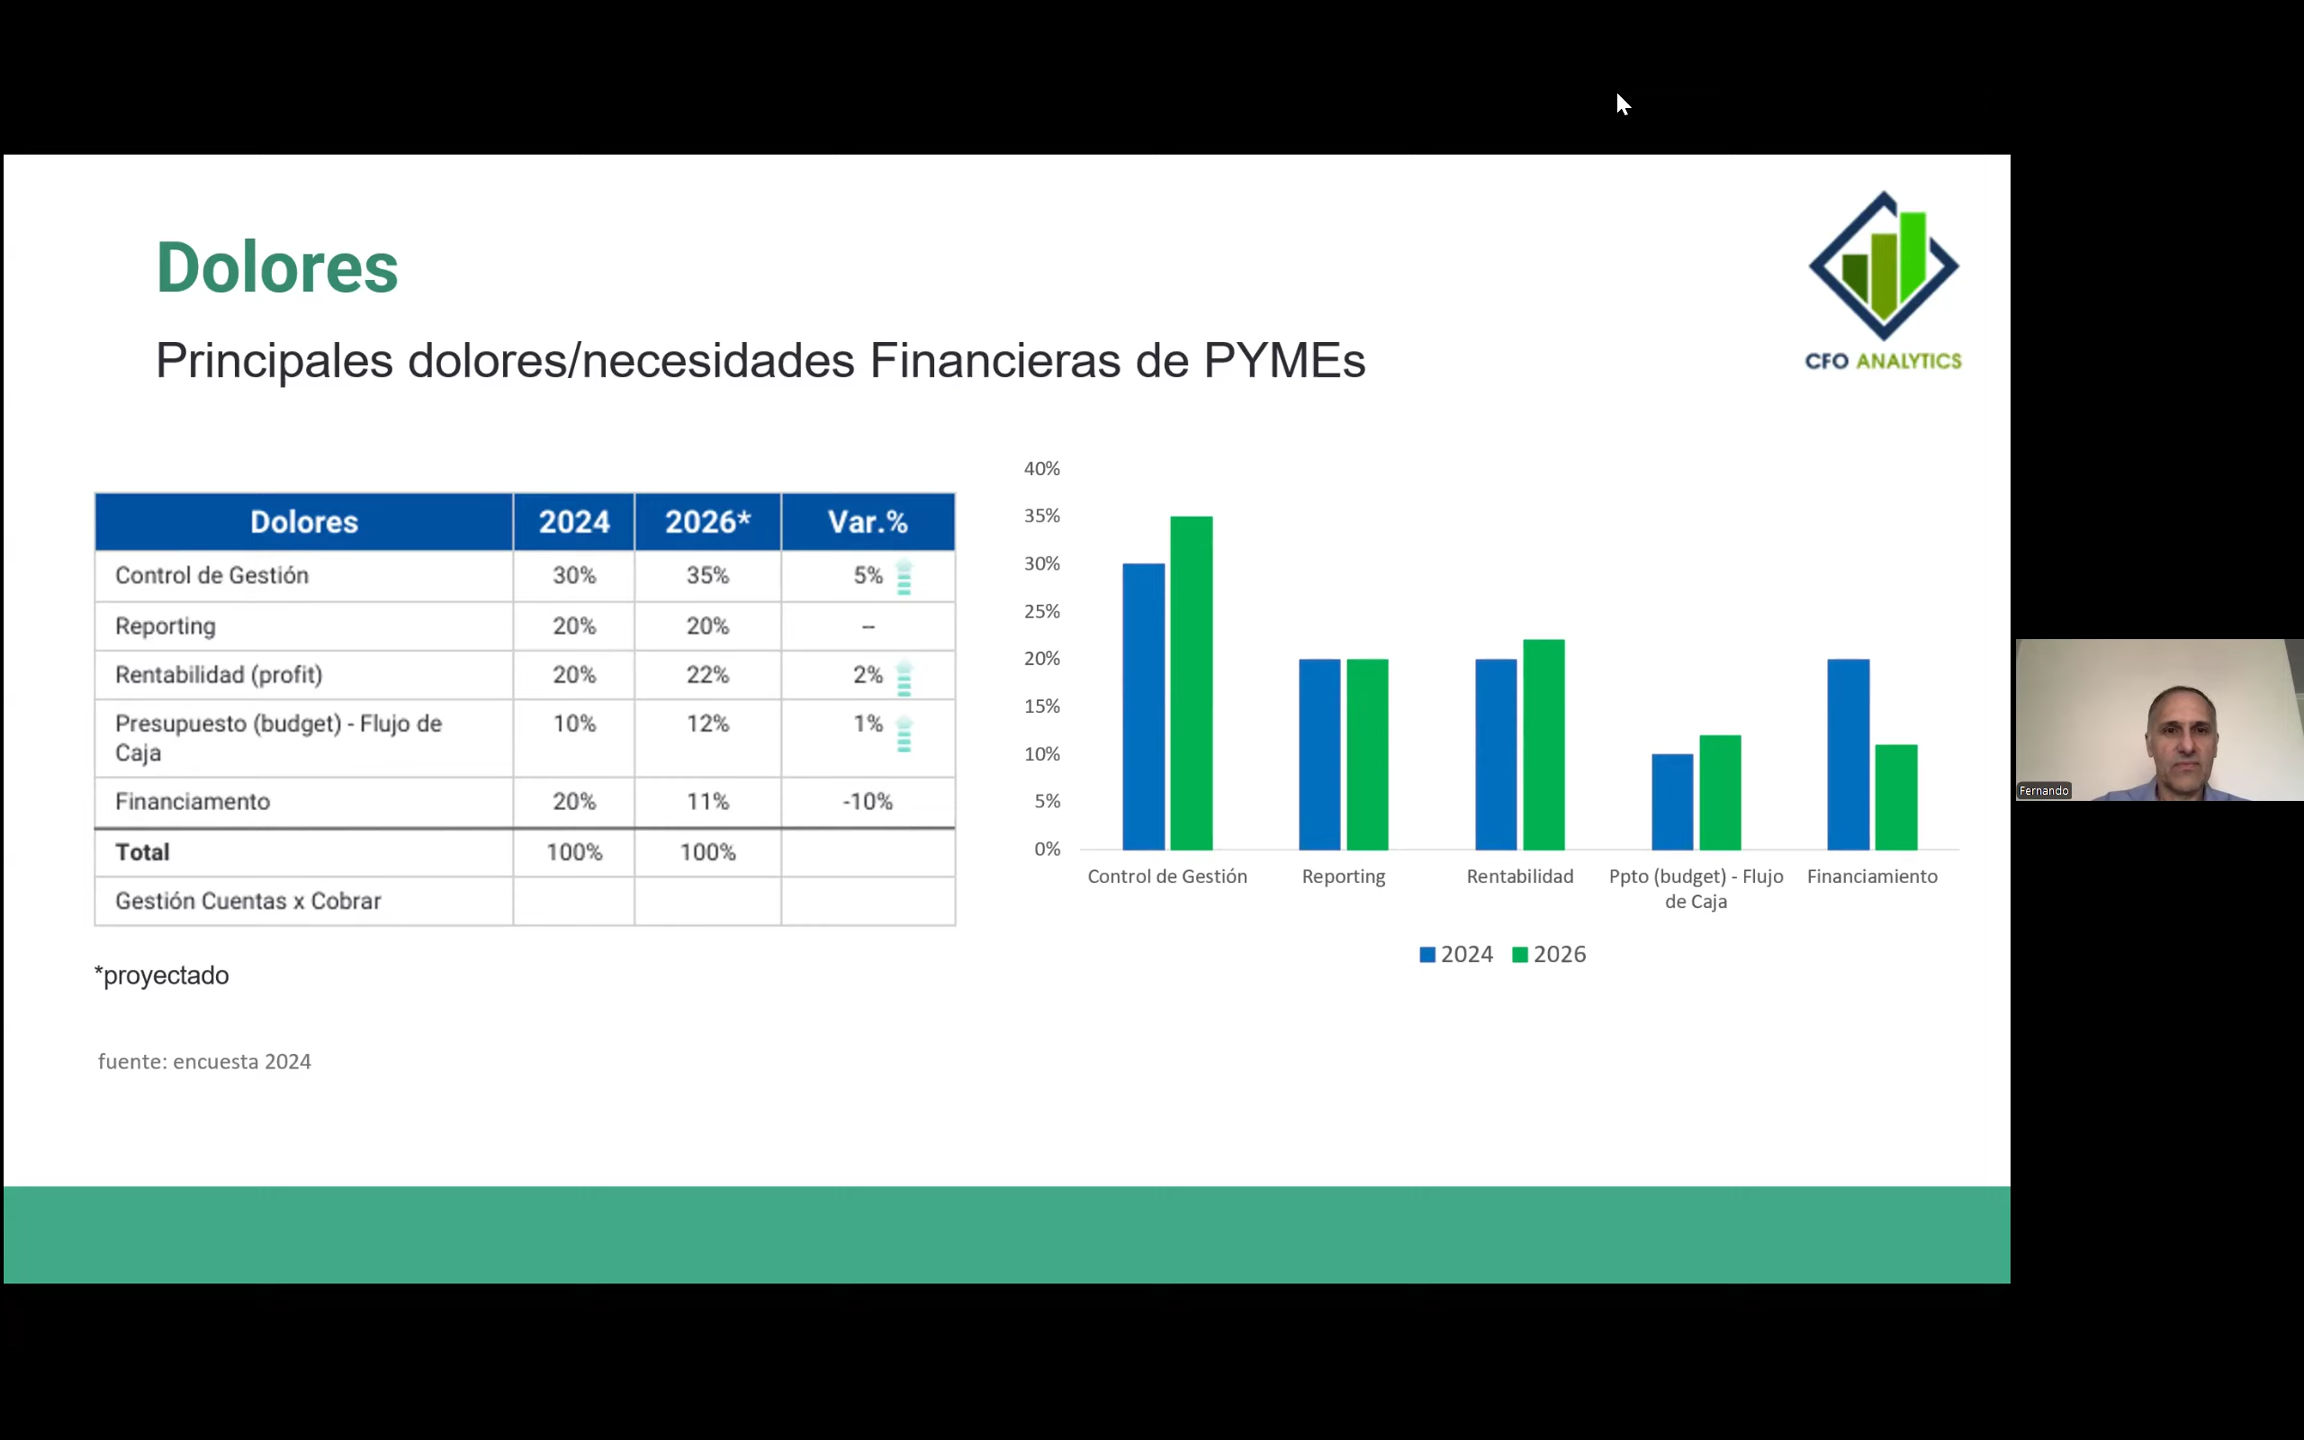 Dolores
Principales dolores/necesidades Financieras de PYMEs
CFO ANALYTICS
Dolores 2024 2026* Var.%
Control de Gestión 30% 35% 5%
Reporting 20% 20% –
Rentabilidad (profit) 20% 22% 2%
Presupuesto (budget) - Flujo de
Caja 10% 12% 1%
Financiamento 20% 11% -10%
Total 100% 100%
Gestión Cuentas x Cobrar
*proyectado
fuente: encuesta 2024
40%
35%
30%
25%
20%
15%
10%
5%
0%
Control de Gestión Reporting Rentabilidad Ppto (budget) - Flujo
de Caja Financiamiento
2024 2026
Fernando